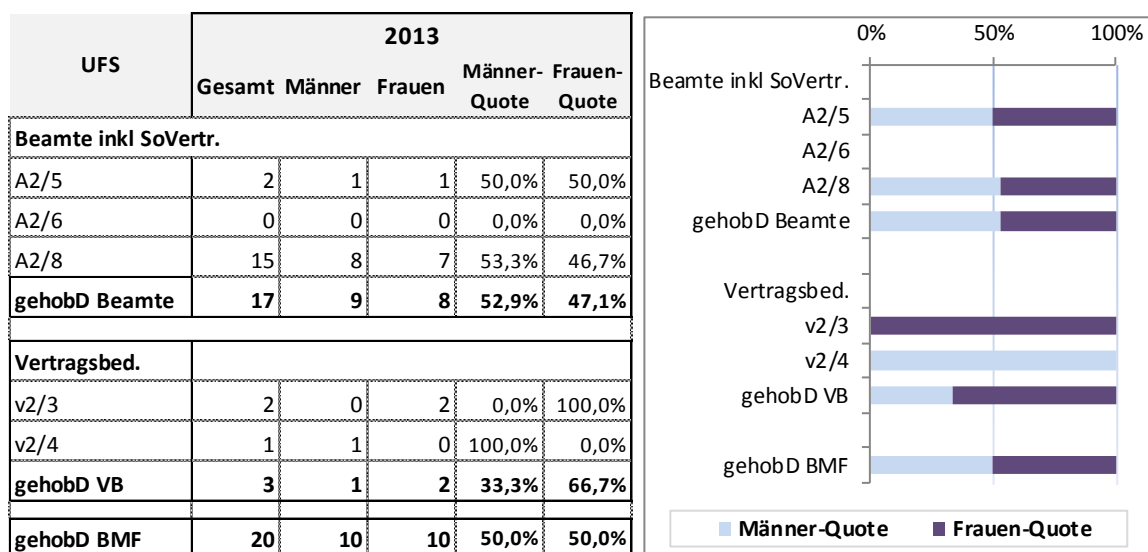 UFS 2013
Gesamt Männer Frauen Männer-Quote Frauen-Quote
Beamte inkl SoVertr.
A2/5 2 1 1 50,0% 50,0%
A2/6 0 0 0 0,0% 0,0%
A2/8 15 8 7 53,3% 46,7%
gehobD Beamte 17 9 8 52,9% 47,1%
Vertragsbed.
v2/3 2 0 2 0,0% 100,0%
v2/4 1 1 0 100,0% 0,0%
gehobD VB 3 1 2 33,3% 66,7%
gehobD BMF 20 10 10 50,0% 50,0%
0% 50% 100%
Beamte inkl SoVertr.
A2/5
A2/6
A2/8
gehobD Beamte
Vertragsbed.
v2/3
v2/4
gehobD VB
gehobD BMF
Männer-Quote Frauen-Quote